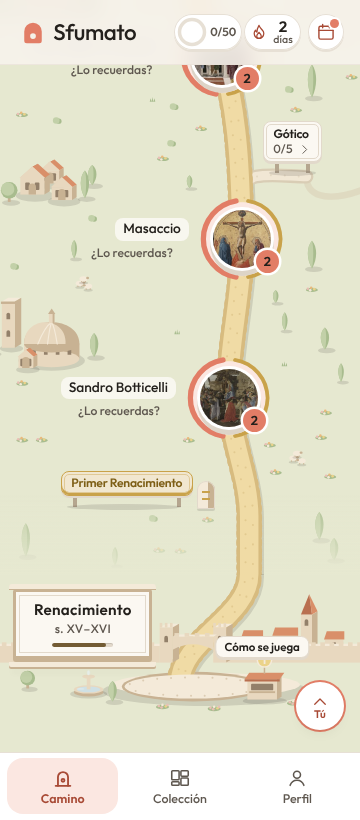 Sfumato
0/50
2
días
¿Lo recuerdas?
2
Gótico
0/5
Masaccio
¿Lo recuerdas?
2
Sandro Botticelli
¿Lo recuerdas?
2
Primer Renacimiento
Renacimiento
s. XV–XVI
Cómo se juega
Tú
Camino
Colección
Perfil